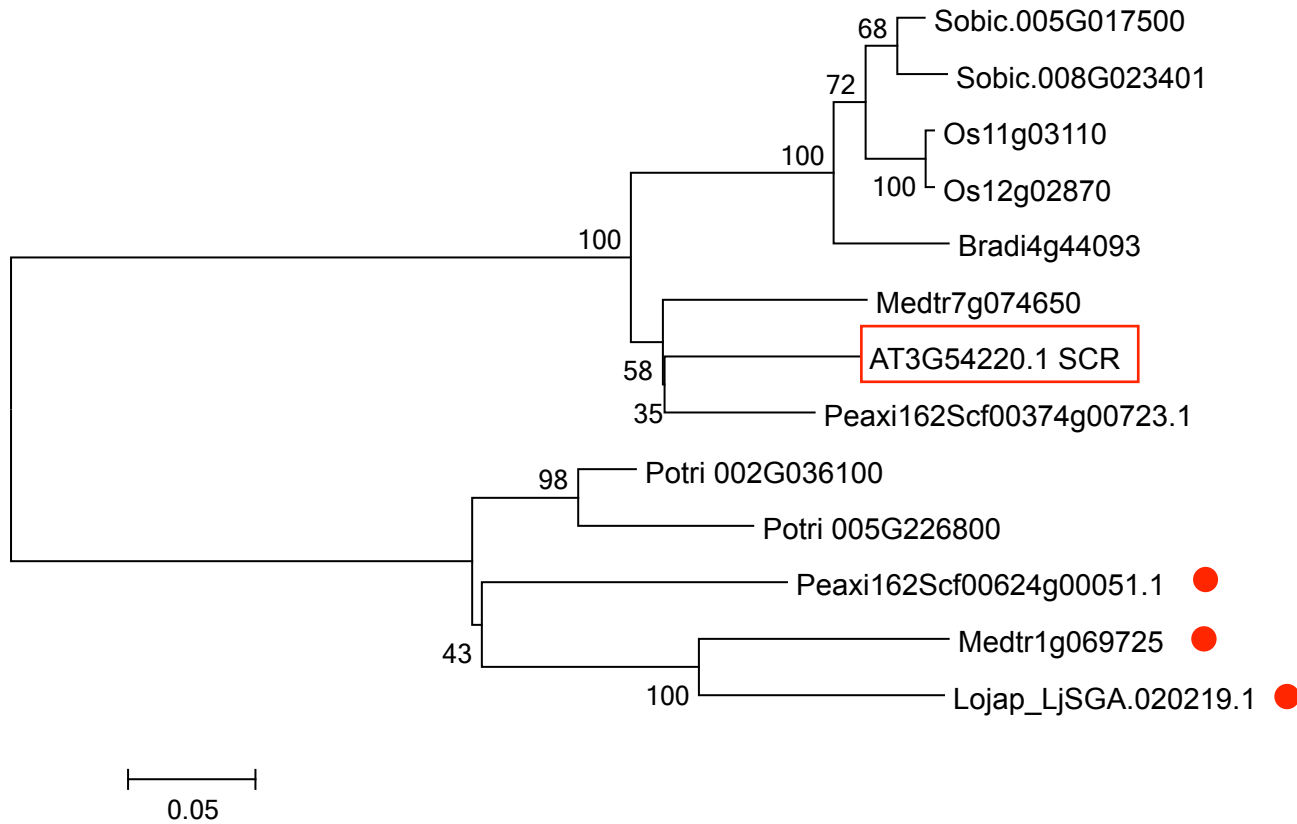 68
Sobic.005G017500
Sobic.008G023401
72
Os11g03110
100
100
Os12g02870
Bradi4g44093
100
Medtr7g074650
AT3G54220.1 SCR
58
35
Peaxi162Scf00374g00723.1
98
Potri 002G036100
Potri 005G226800
Peaxi162Scf00624g00051.1
Medtr1g069725
43
100
Lojap_LjSGA.020219.1
0.05